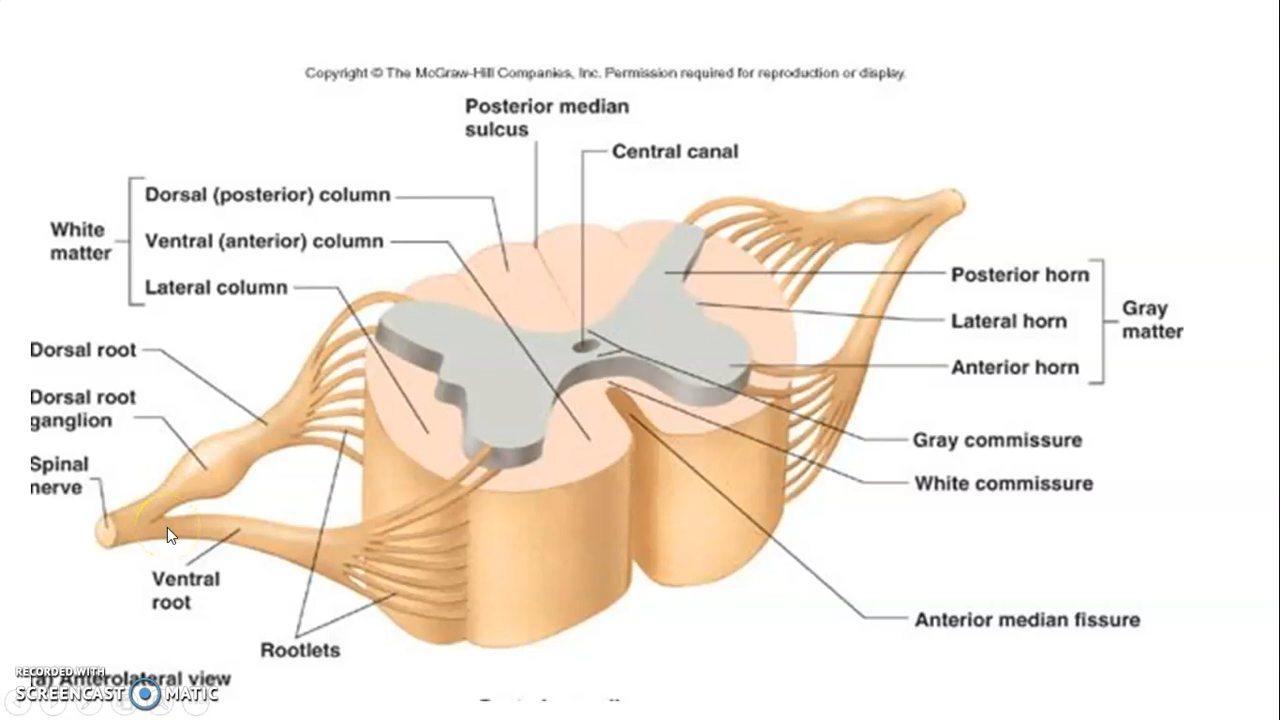 Copyright © The McGraw-Hill Companies, Inc. Permission required for reproduction or display.
Posterior median
sulcus
Central canal
Dorsal (posterior) column
White
matter
Ventral (anterior) column
Lateral column
Posterior horn
Lateral horn
Gray
matter
Anterior horn
Dorsal root
Dorsal root
ganglion
Spinal
nerve
Gray commissure
White commissure
Ventral
root
Anterior median fissure
Rootlets
(a) Anterolateral view
RECORDED WITH
SCREENCAST MATIC